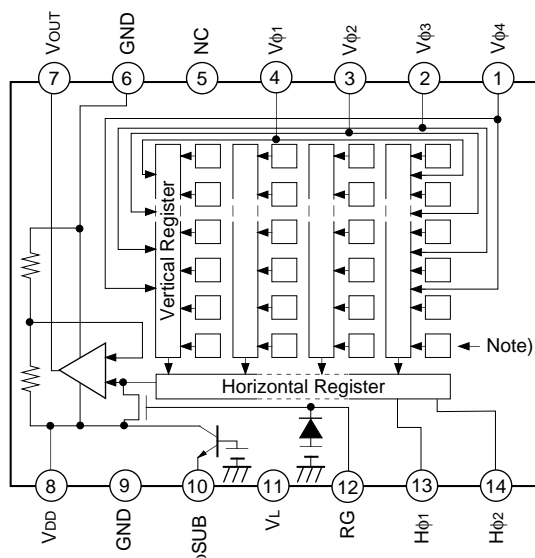 VOUT
GND
NC
Vϕ1
Vϕ2
Vϕ3
Vϕ4
7
6
5
4
3
2
1
Vertical Register
Note)
Horizontal Register
8
9
10
11
12
13
14
VDD
GND
SUB
VL
RG
Hϕ1
Hϕ2